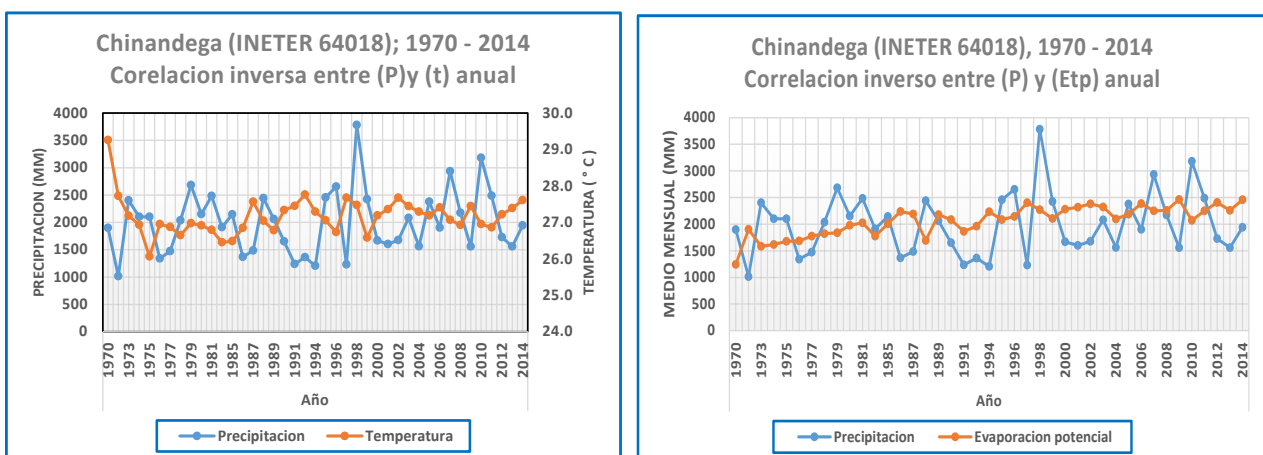 Chinandega (INETER 64018); 1970 - 2014
Corelacion inversa entre (P)y (t) anual
PRECIPITACION (MM)
4000
3500
3000
2500
2000
1500
1000
500
0
30.0
29.0
28.0
27.0
26.0
25.0
24.0
TEMPERATURA ( ° C )
1970 1973 1975 1977 1979 1981 1985 1987 1989 1991 1994 1996 1998 2000 2002 2004 2006 2008 2010 2012 2014
Año
Precipitacion Temperatura
Chinandega (INETER 64018), 1970 - 2014
Correlacion inverso entre (P) y (Etp) anual
MEDIO MENSUAL (MM)
4000
3500
3000
2500
2000
1500
1000
500
0
1970 1973 1975 1977 1979 1981 1985 1987 1989 1991 1994 1996 1998 2000 2002 2004 2006 2008 2010 2012 2014
Año
Precipitacion Evaporacion potencial